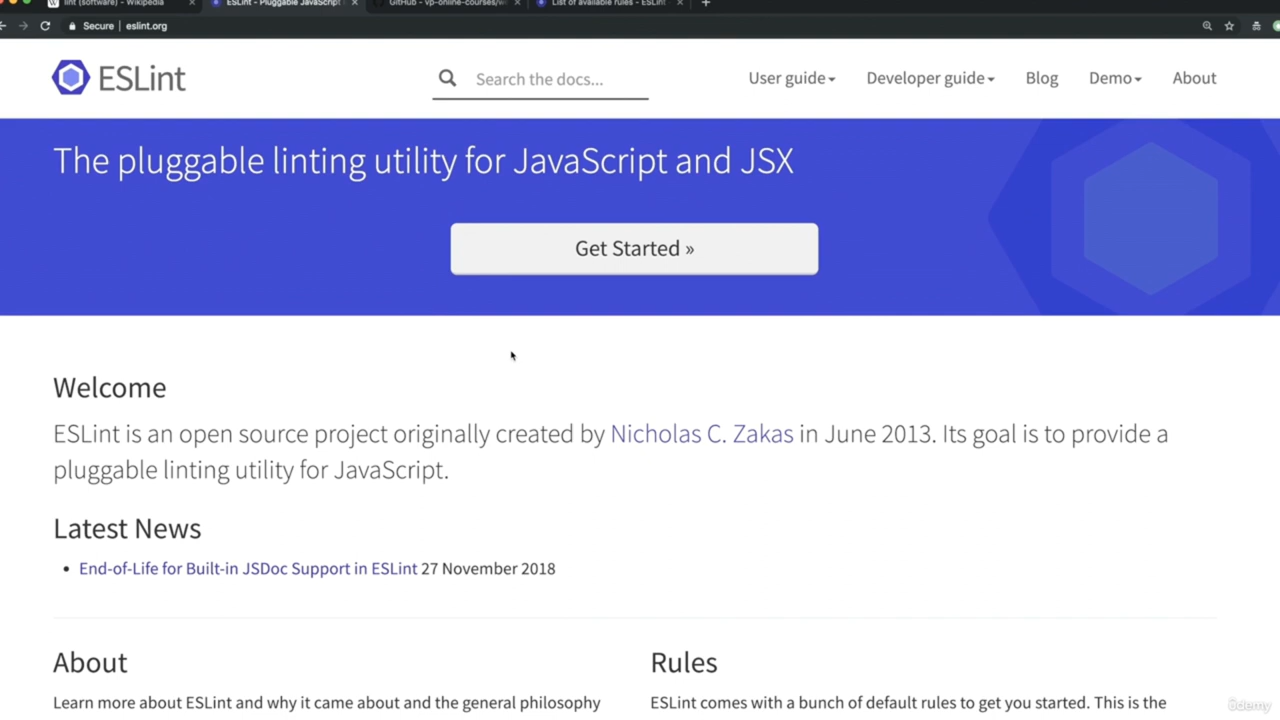 lint (software) - Wikipedia
ESLint - Pluggable JavaScript
GitHub - vp-online-courses/w
List of available rules - ESLint
Secure | eslint.org
ESLint
Search the docs...
User guide
Developer guide
Blog
Demo
About
The pluggable linting utility for JavaScript and JSX
Get Started »
Welcome
ESLint is an open source project originally created by Nicholas C. Zakas in June 2013. Its goal is to provide a
pluggable linting utility for JavaScript.
Latest News
• End-of-Life for Built-in JSDoc Support in ESLint 27 November 2018
About
Learn more about ESLint and why it came about and the general philosophy
Rules
ESLint comes with a bunch of default rules to get you started. This is the
ûdemy